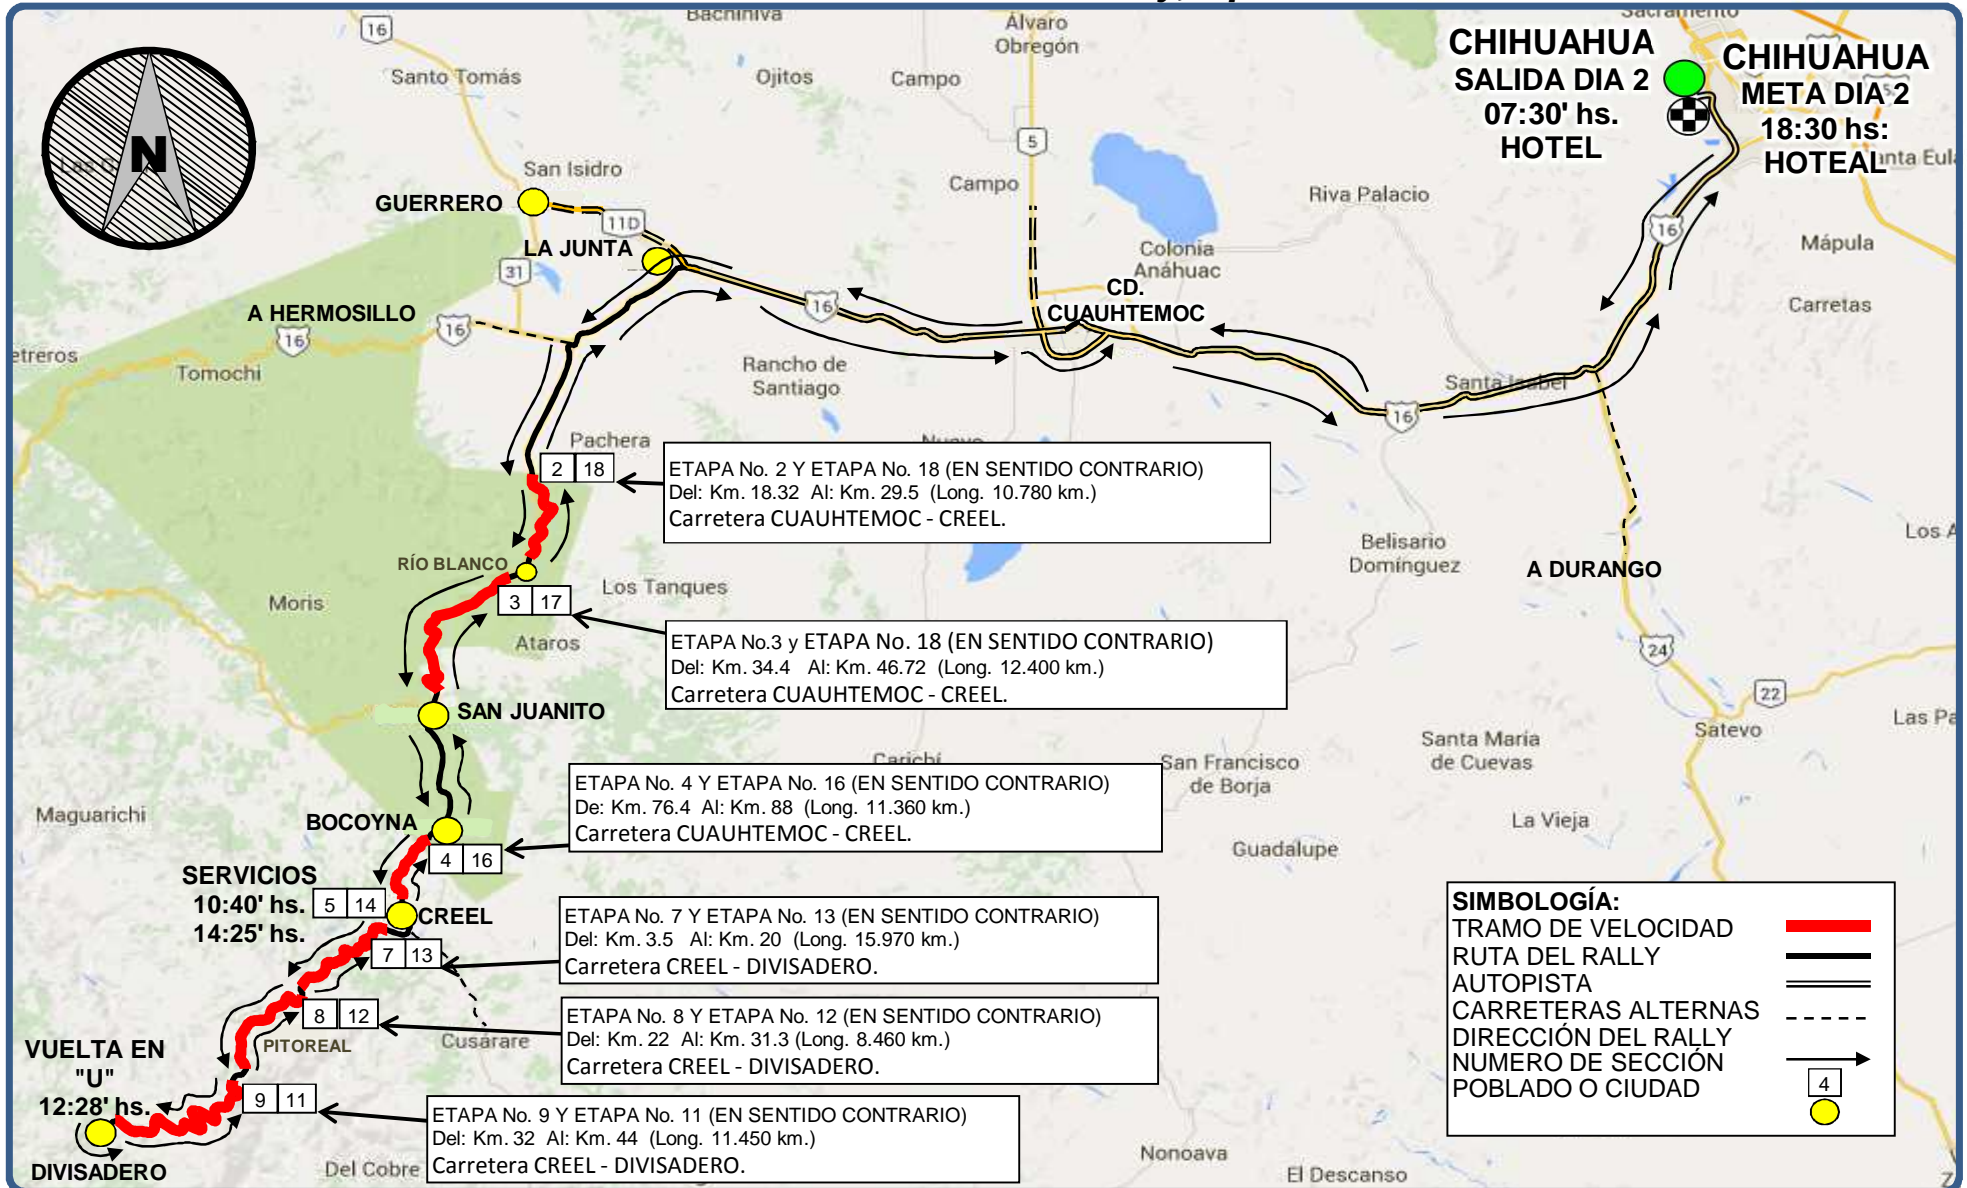 Bachiniva
Sacramento
16
Álvaro
Obregón
Santo Tomás
Ojitos
Campo
CHIHUAHUA
SALIDA DIA 2
07:30' hs.
HOTEL
CHIHUAHUA
META DIA 2
18:30 hs:
HOTEAL
N
5
San Isidro
Campo
Riva Palacio
GUERRERO
11D
16
LA JUNTA
31
Colonia
Anáhuac
Mápula
CD.
CUAUHTEMOC
Carretas
A HERMOSILLO
16
16
16
etreros
Tomochi
Rancho de
Santiago
Santa Isabel
16
Pachera
Nuevo
2 18
ETAPA No. 2 Y ETAPA No. 18 (EN SENTIDO CONTRARIO)
Del: Km. 18.32 Al: Km. 29.5 (Long. 10.780 km.)
Carretera CUAUHTEMOC - CREEL.
Belisario
Domínguez
Los A
A DURANGO
RÍO BLANCO
Los Tanques
Moris
3 17
Ataros
ETAPA No.3 y ETAPA No. 18 (EN SENTIDO CONTRARIO)
Del: Km. 34.4 Al: Km. 46.72 (Long. 12.400 km.)
Carretera CUAUHTEMOC - CREEL.
24
22
SAN JUANITO
Las Pa
Satevo
Santa María
de Cuevas
Carichí
San Francisco
de Borja
ETAPA No. 4 Y ETAPA No. 16 (EN SENTIDO CONTRARIO)
De: Km. 76.4 Al: Km. 88 (Long. 11.360 km.)
Carretera CUAUHTEMOC - CREEL.
Maguarichi
BOCOYNA
La Vieja
4 16
Guadalupe
SERVICIOS
10:40' hs.
14:25' hs.
5 14
CREEL
ETAPA No. 7 Y ETAPA No. 13 (EN SENTIDO CONTRARIO)
Del: Km. 3.5 Al: Km. 20 (Long. 15.970 km.)
Carretera CREEL - DIVISADERO.
7 13
8 12
ETAPA No. 8 Y ETAPA No. 12 (EN SENTIDO CONTRARIO)
Del: Km. 22 Al: Km. 31.3 (Long. 8.460 km.)
Carretera CREEL - DIVISADERO.
PITOREAL
Cusárare
VUELTA EN
"U"
12:28' hs.
9 11
ETAPA No. 9 Y ETAPA No. 11 (EN SENTIDO CONTRARIO)
Del: Km. 32 Al: Km. 44 (Long. 11.450 km.)
Carretera CREEL - DIVISADERO.
DIVISADERO
Del Cobre
Nonoava
El Descanso
SIMBOLOGÍA:
TRAMO DE VELOCIDAD
RUTA DEL RALLY
AUTOPISTA
CARRETERAS ALTERNAS
DIRECCIÓN DEL RALLY
NUMERO DE SECCIÓN
POBLADO O CIUDAD
4